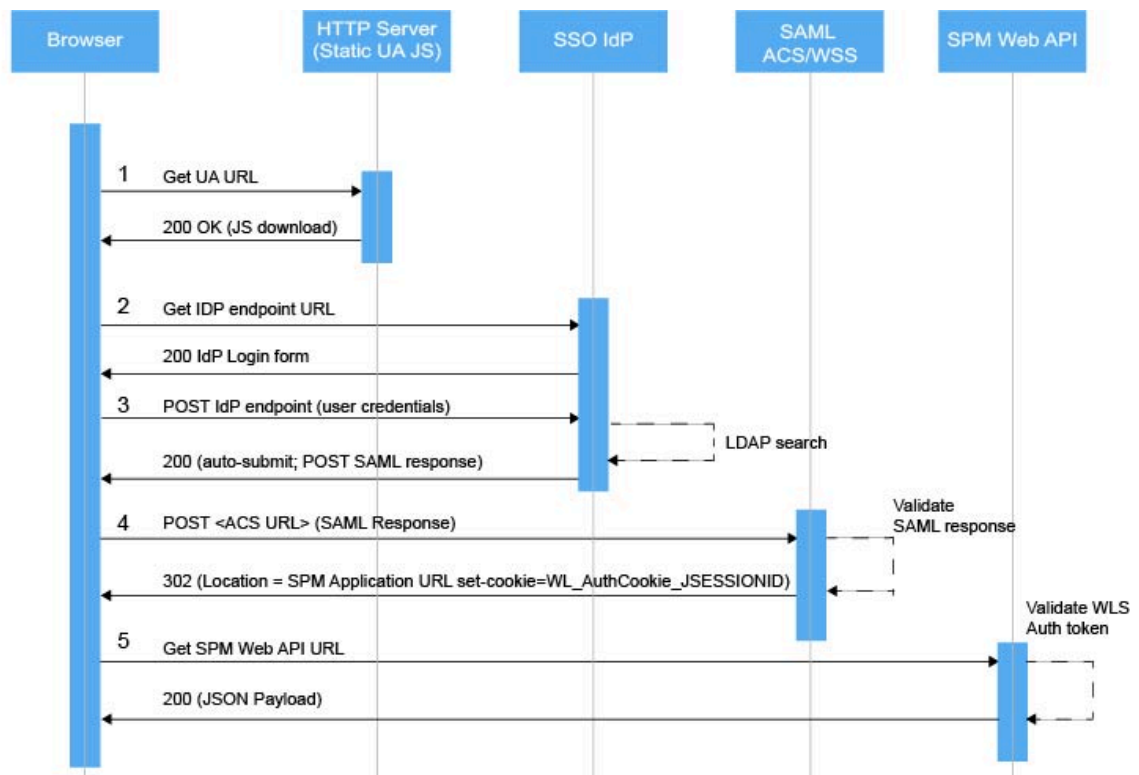 Browser
HTTP Server
(Static UA JS)
SSO IdP
SAML
ACS/WSS
SPM Web API
1 Get UA URL
200 OK (JS download)
2 Get IDP endpoint URL
200 IdP Login form
3 POST IdP endpoint (user credentials)
LDAP search
200 (auto-submit; POST SAML response)
Validate
SAML response
4 POST <ACS URL> (SAML Response)
302 (Location = SPM Application URL set-cookie=WL_AuthCookie_JSESSIONID)
Validate WLS
Auth token
5 Get SPM Web API URL
200 (JSON Payload)